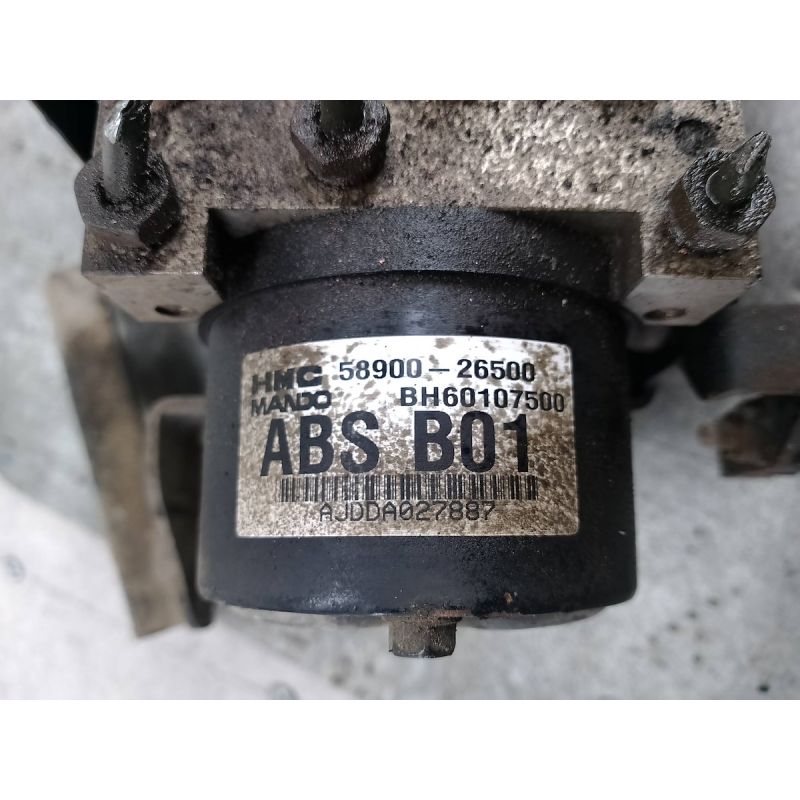 HMC 58900-26500
MANDO BH60107500
ABS B01
AJDDA027887